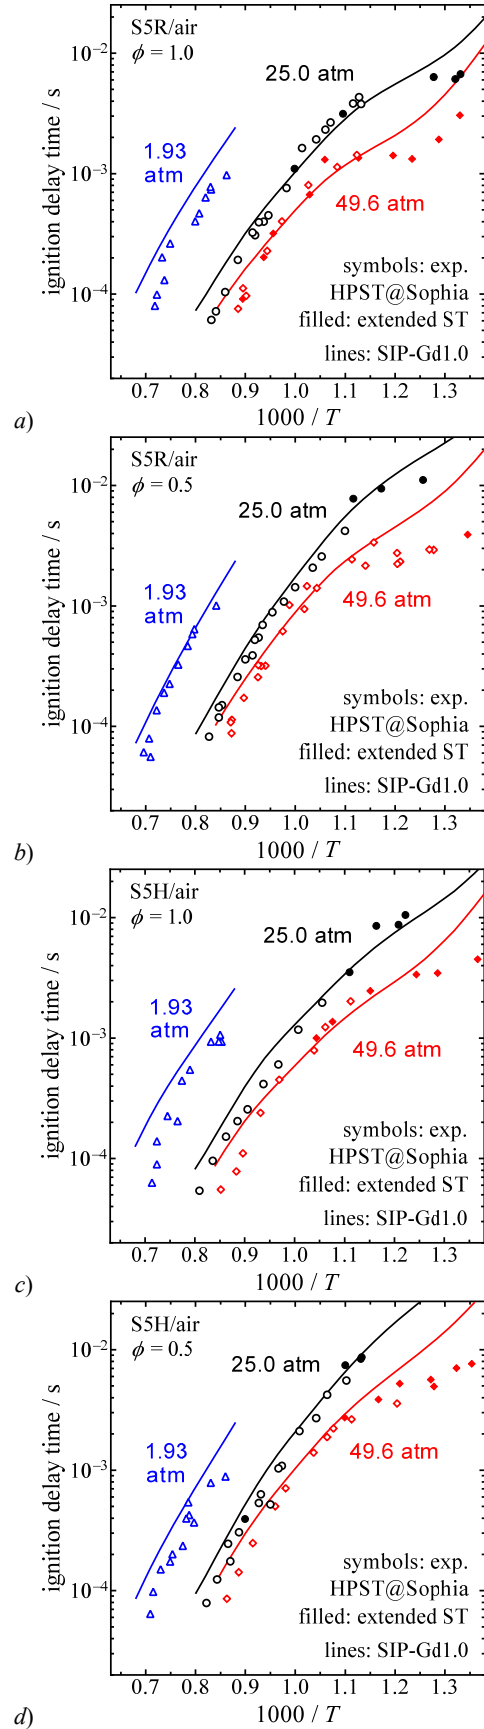 S5R/air
ϕ = 1.0
25.0 atm
1.93
atm
49.6 atm
symbols: exp.
HPST@Sophia
filled: extended ST
lines: SIP-Gd1.0
ignition delay time / s
10⁻²
10⁻³
10⁻⁴
0.7 0.8 0.9 1.0 1.1 1.2 1.3
1000 / T
a)
S5R/air
ϕ = 0.5
25.0 atm
1.93
atm
49.6 atm
symbols: exp.
HPST@Sophia
filled: extended ST
lines: SIP-Gd1.0
ignition delay time / s
10⁻²
10⁻³
10⁻⁴
0.7 0.8 0.9 1.0 1.1 1.2 1.3
1000 / T
b)
S5H/air
ϕ = 1.0
25.0 atm
1.93
atm
49.6 atm
symbols: exp.
HPST@Sophia
filled: extended ST
lines: SIP-Gd1.0
ignition delay time / s
10⁻²
10⁻³
10⁻⁴
0.7 0.8 0.9 1.0 1.1 1.2 1.3
1000 / T
c)
S5H/air
ϕ = 0.5
25.0 atm
1.93
atm
49.6 atm
symbols: exp.
HPST@Sophia
filled: extended ST
lines: SIP-Gd1.0
ignition delay time / s
10⁻²
10⁻³
10⁻⁴
0.7 0.8 0.9 1.0 1.1 1.2 1.3
1000 / T
d)